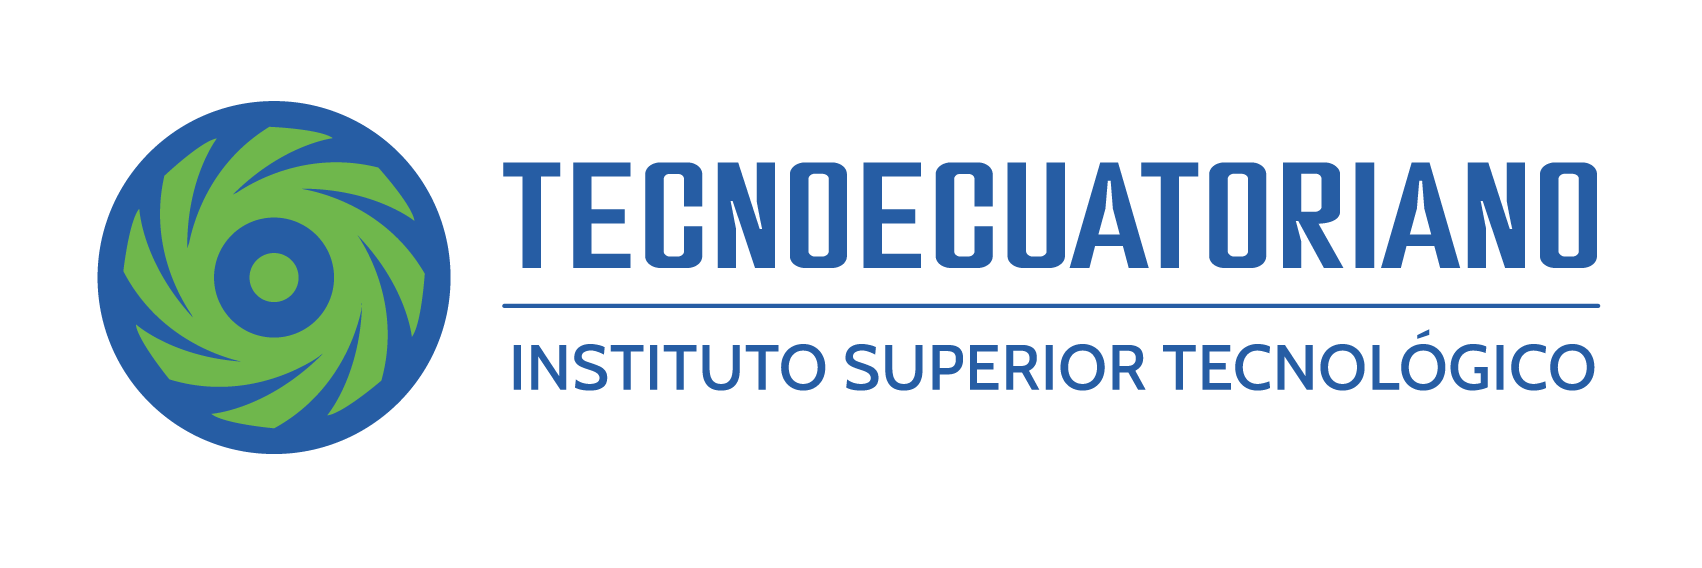 TECNOECUATORIANO
INSTITUTO SUPERIOR TECNOLÓGICO